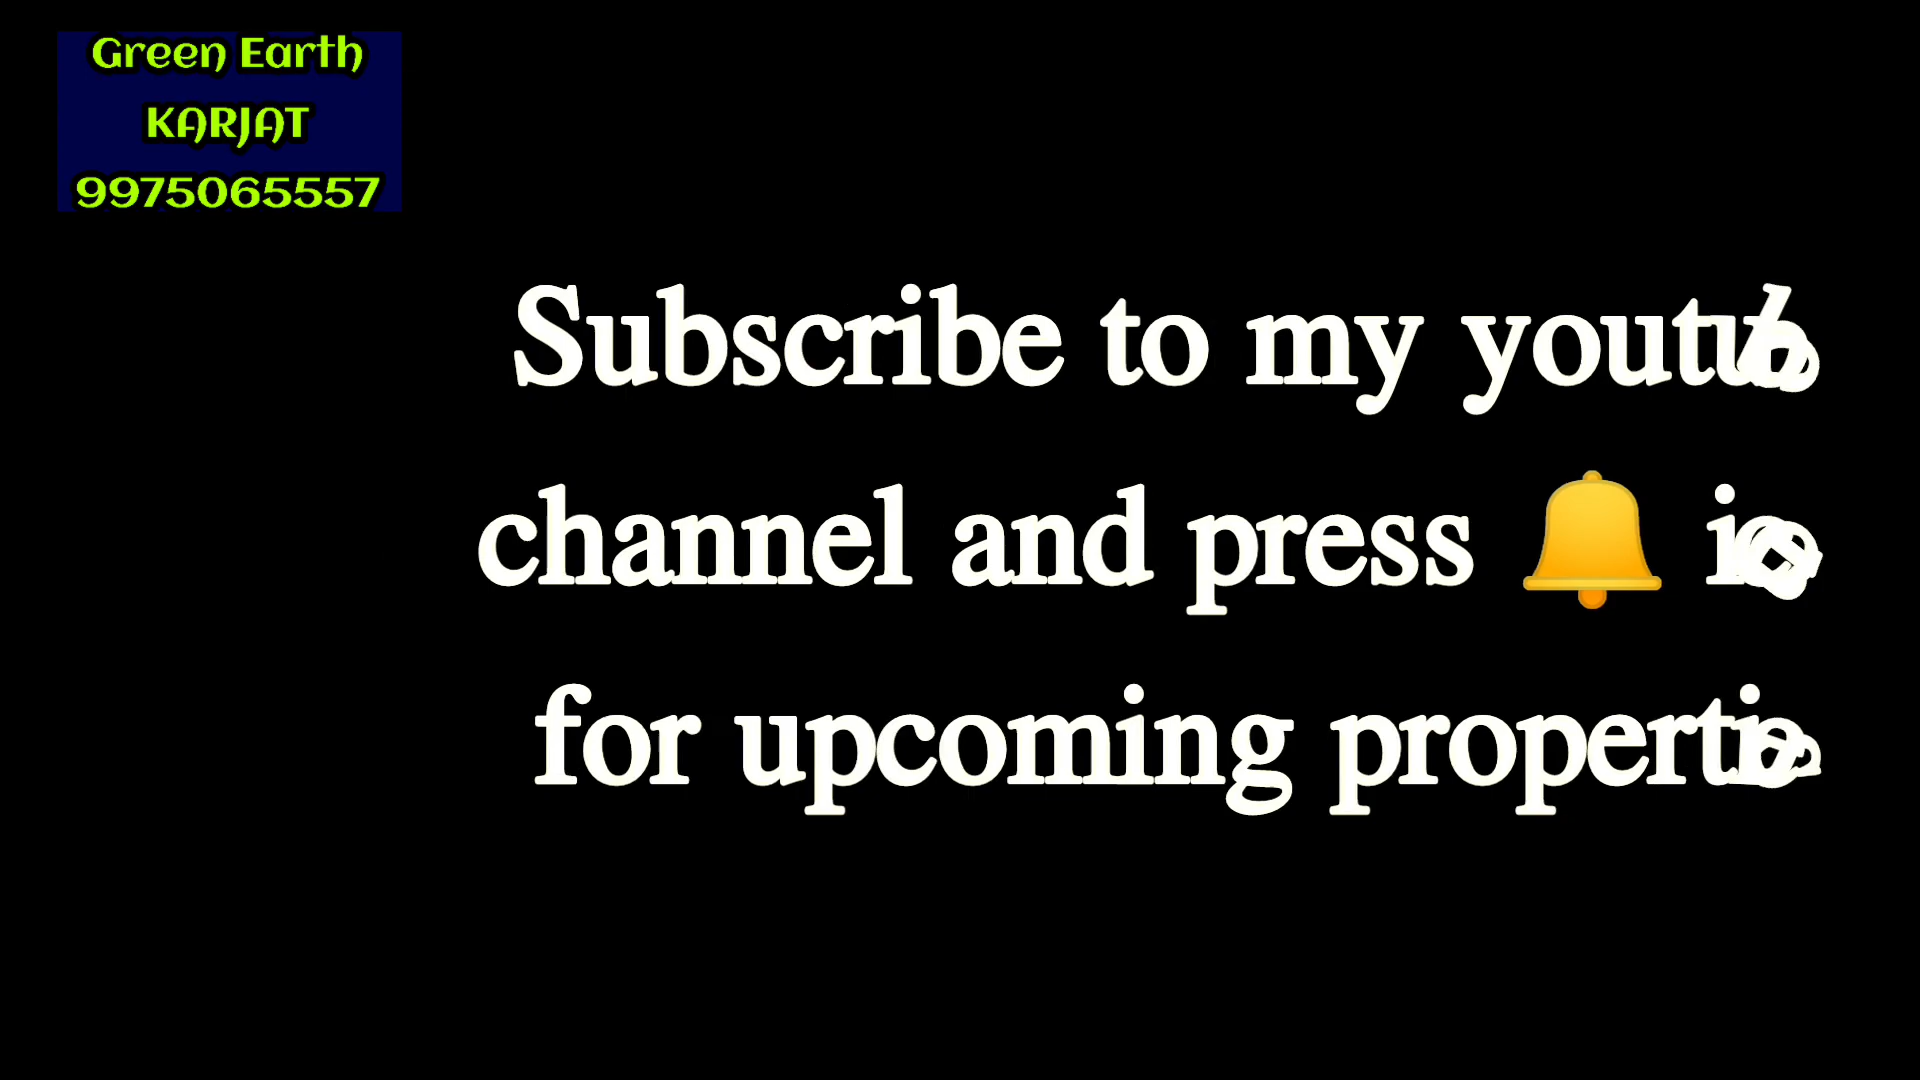 Green Earth
KARJAT
9975065557
Subscribe to my
channel and press 🔔
for upcoming